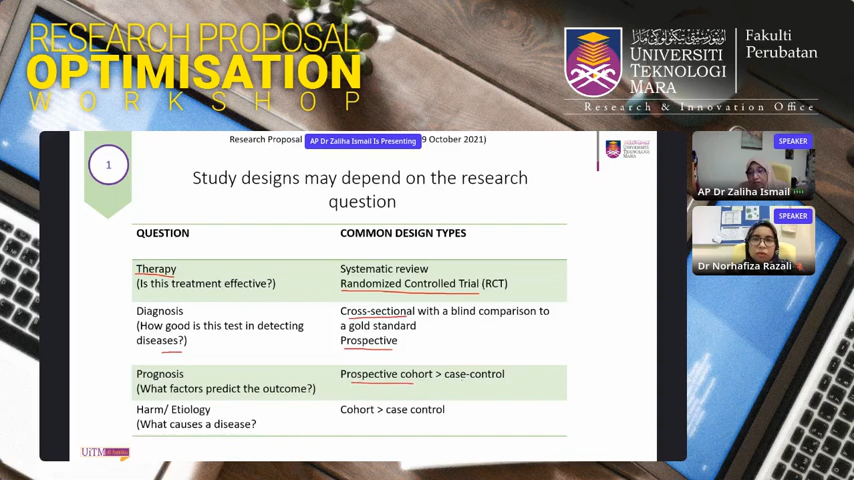 RESEARCH PROPOSAL
OPTIMISATION
WORKSHOP
UNIVERSITI
TEKNOLOGI
MARA
Fakulti
Perubatan
Research & Innovation Office
Research Proposal
AP Dr Zaliha Ismail Is Presenting
9 October 2021)
UNIVERSITI
TEKNOLOGI
MARA
1
Study designs may depend on the research
question
QUESTION
COMMON DESIGN TYPES
Therapy
(Is this treatment effective?)
Systematic review
Randomized Controlled Trial (RCT)
Diagnosis
(How good is this test in detecting
diseases?)
Cross-sectional with a blind comparison to
a gold standard
Prospective
Prognosis
(What factors predict the outcome?)
Prospective cohort > case-control
Harm/ Etiology
(What causes a disease?
Cohort > case control
UiTM
SPEAKER
AP Dr Zaliha Ismail
SPEAKER
Dr Norhafiza Razali